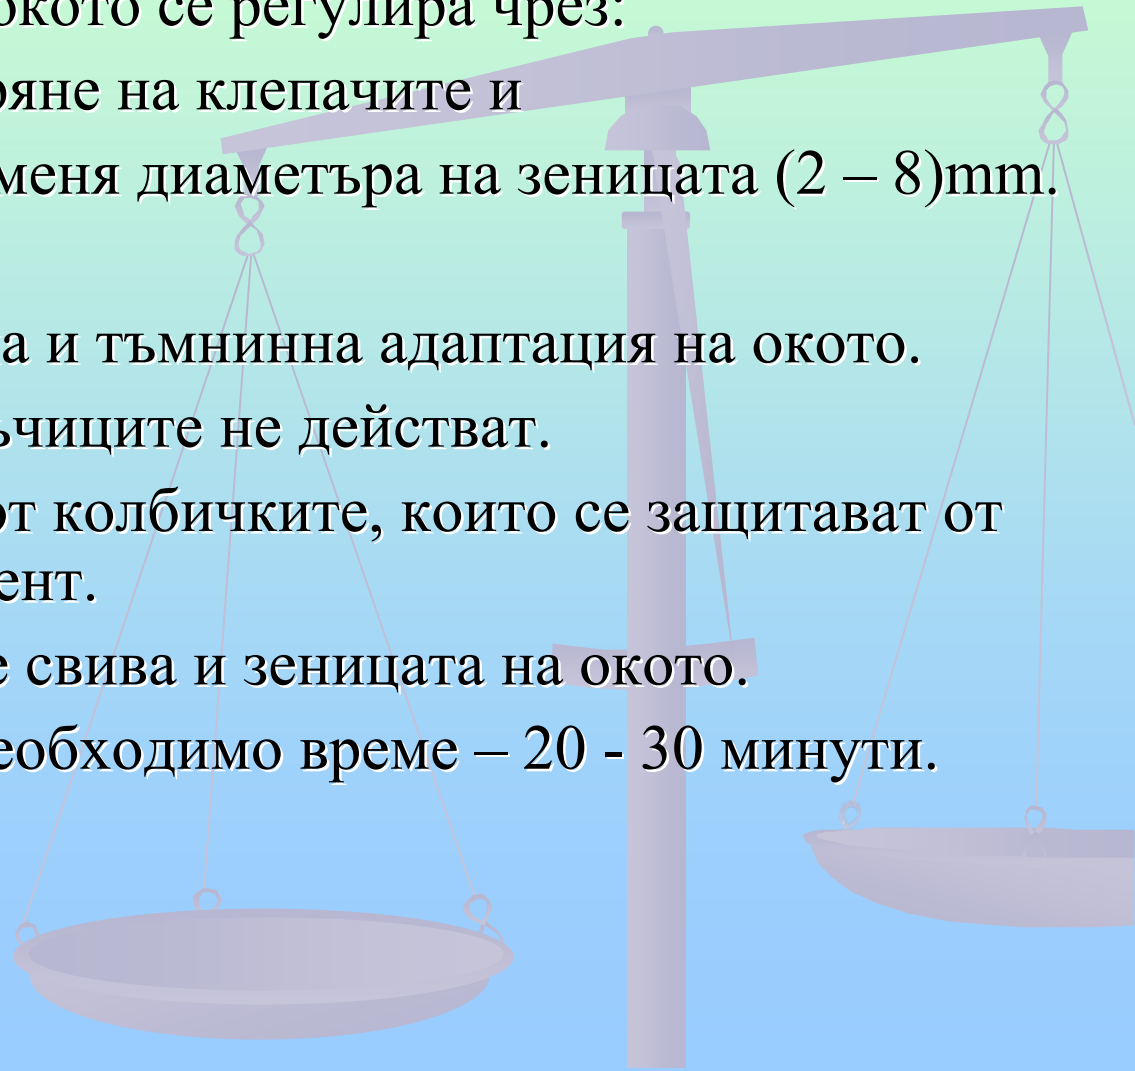 окото се регулира чрез:
ряне на клепачите и
меня диаметъра на зеницата (2 – 8)mm.
а и тъмнинна адаптация на окото.
ъчиците не действат.
от колбичките, които се защитават от
ент.
е свива и зеницата на окото.
еобходимо време – 20 - 30 минути.